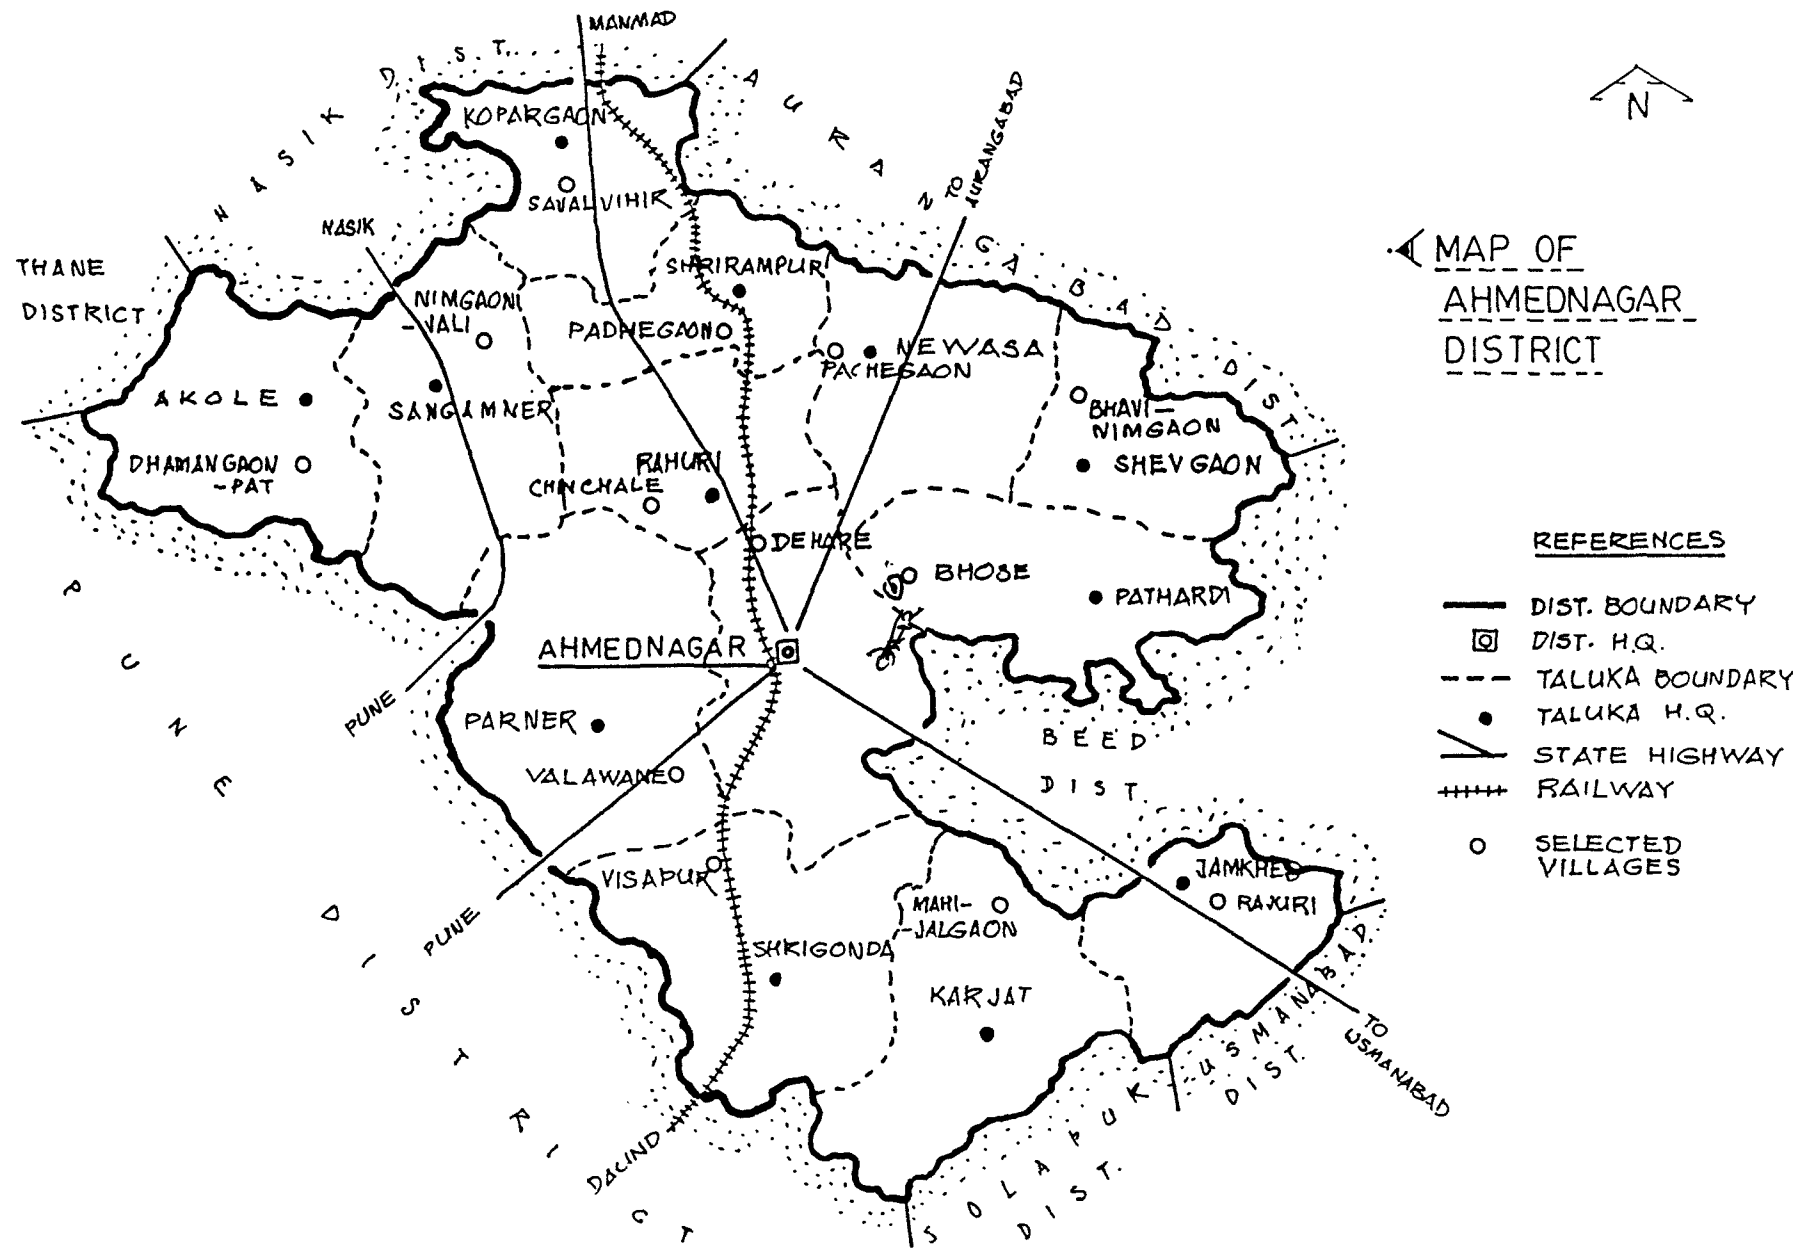 MAP OF
AHMEDNAGAR
DISTRICT
N
REFERENCES
DIST. BOUNDARY
DIST. H.Q.
TALUKA BOUNDARY
TALUKA H.Q.
STATE HIGHWAY
RAILWAY
SELECTED
VILLAGES
MANMAD
NASIK DIST.
AURANGABAD DIST.
TO
AURANGABAD
KOPARGAON
SAVALVIHIR
NASIK
THANE
DISTRICT
SHRIRAMPUR
NIMGAON
-JALI
PADHEGAON
NEWASA
PACHEGAON
AKOLE
SANGAMNER
BHAVI-
NIMGAON
SHEVGAON
DHAMANGAON
-PAT
RAHURI
CHINCHALE
DEHARE
BHOSE
PATHARDI
AHMEDNAGAR
PUNE
PARNER
VALAWANE
BEED
DIST.
VISAPUR
JAMKHED
RAJURI
MAHI-
-JALGAON
PUNE
SHRIGONDA
KARJAT
PUNE DISTRICT
DAUND
SOLAPUR
DIST.
USMANABAD
DIST.
TO
USMANABAD